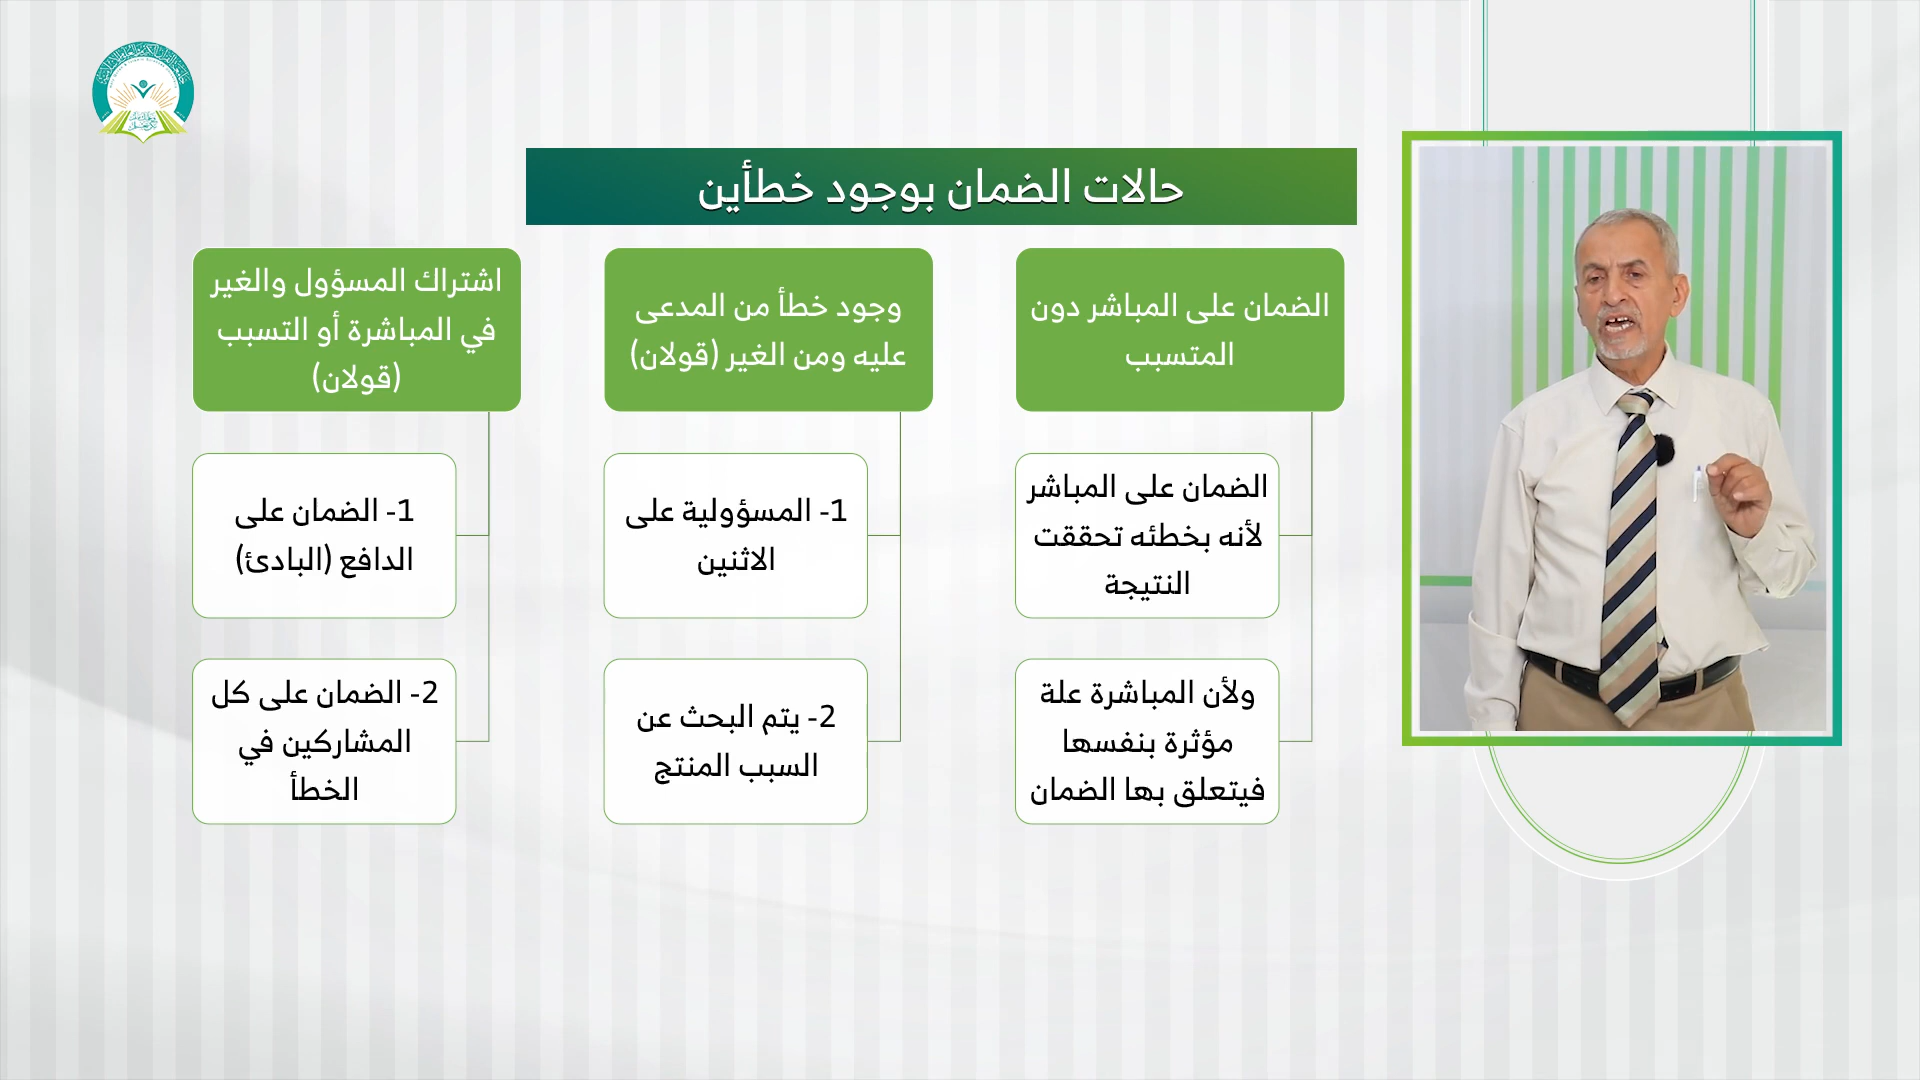 حالات الضمان بوجود خطأين
الضمان على المباشر دون
المتسبب
الضمان على المباشر
لأنه بخطئه تحققت
النتيجة
ولأن المباشرة علة
مؤثرة بنفسها
فيتعلق بها الضمان
وجود خطأ من المدعى
عليه ومن الغير (قولان)
1- المسؤولية على
الاثنين
2- يتم البحث عن
السبب المنتج
اشتراك المسؤول والغير
في المباشرة أو التسبب
(قولان)
1- الضمان على
الدافع (البادئ)
2- الضمان على كل
المشاركين في
الخطأ